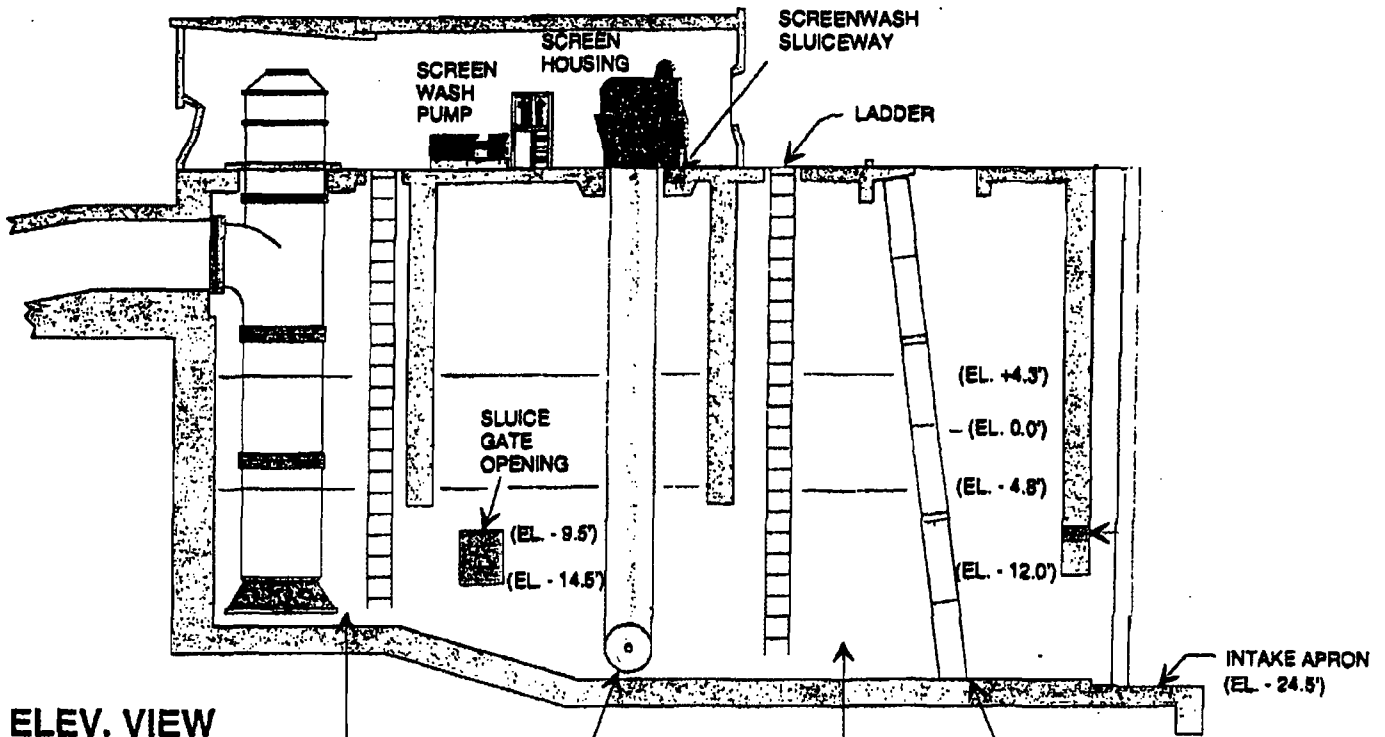 SCREENWASH
SLUICEWAY
SCREEN
HOUSING
SCREEN
WASH
PUMP
LADDER
(EL. +4.3')
(EL. 0.0')
SLUICE
GATE
OPENING
(EL. - 4.8')
(EL. - 9.5')
(EL. - 14.5')
(EL. - 12.0')
INTAKE APRON
(EL. - 24.5')
ELEV. VIEW